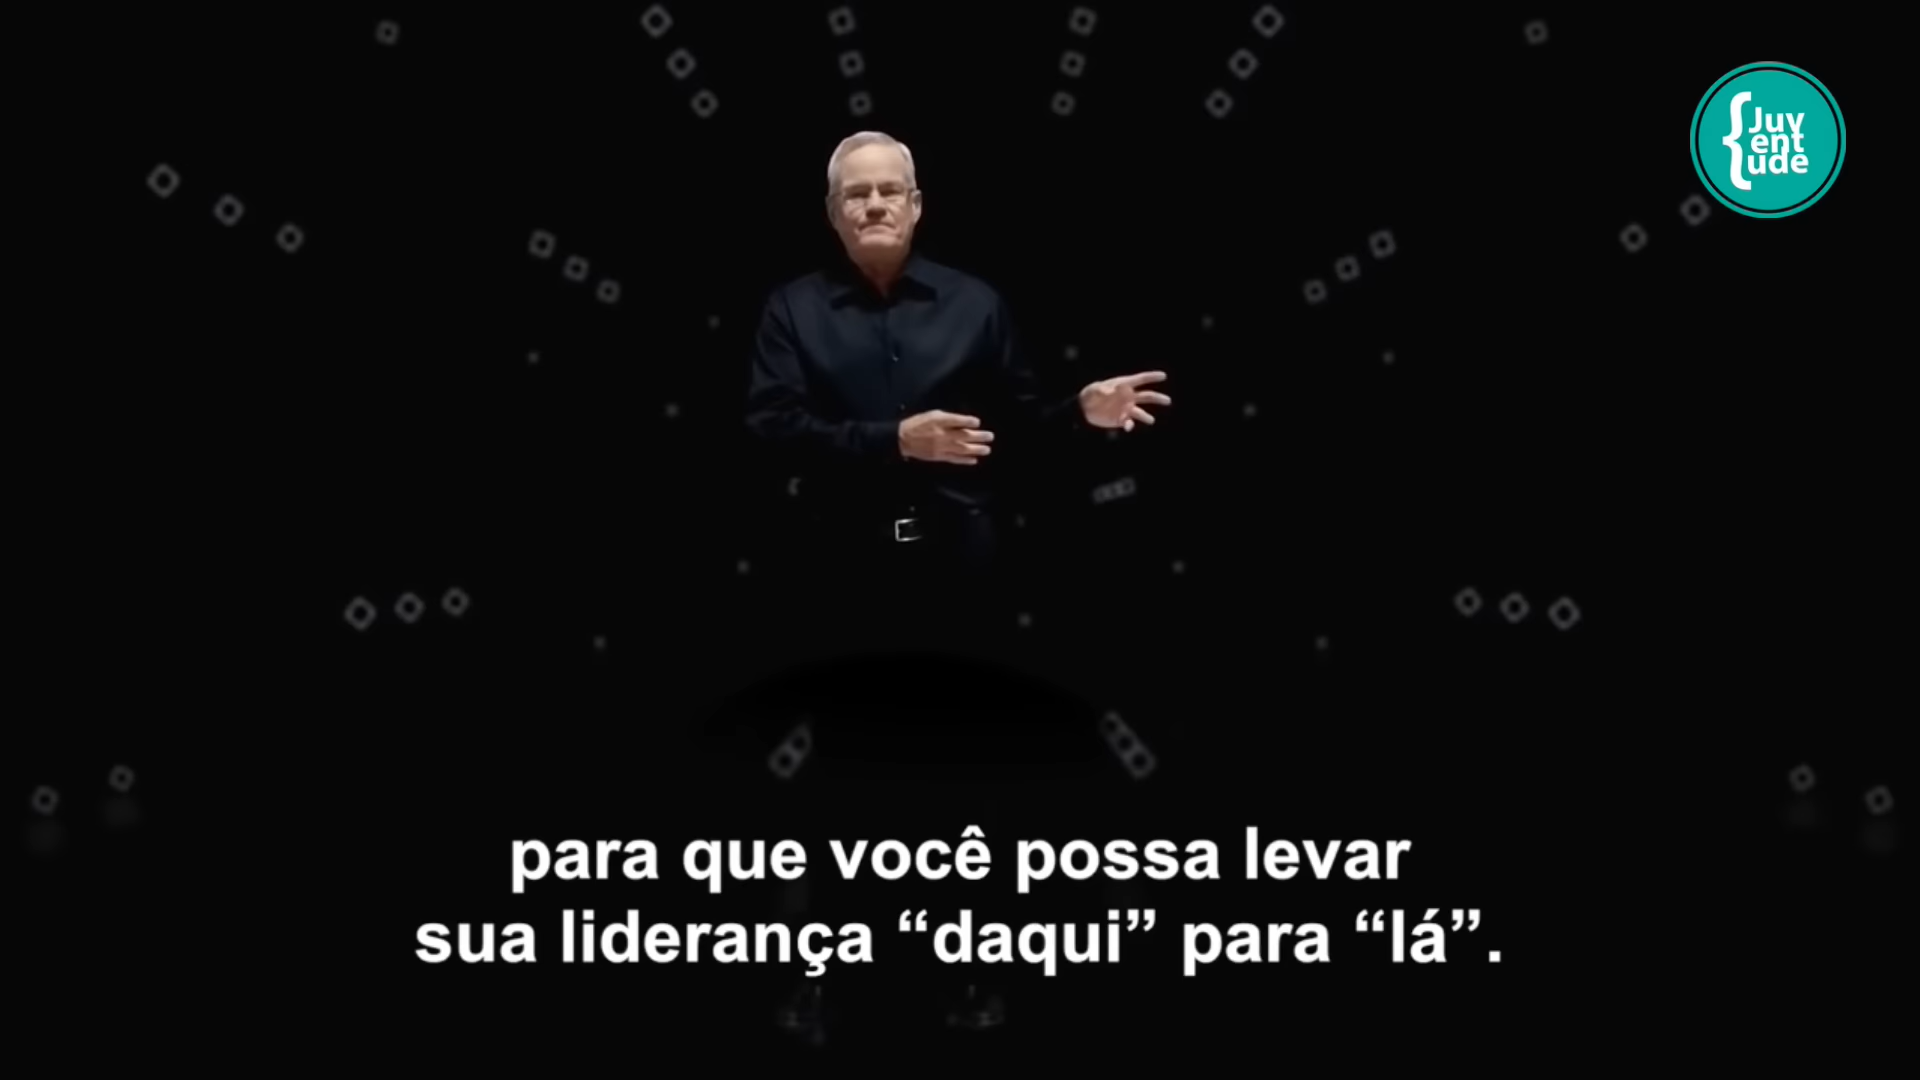 {Juv
ent
ude
para que você possa levar
sua liderança “daqui” para “lá”.